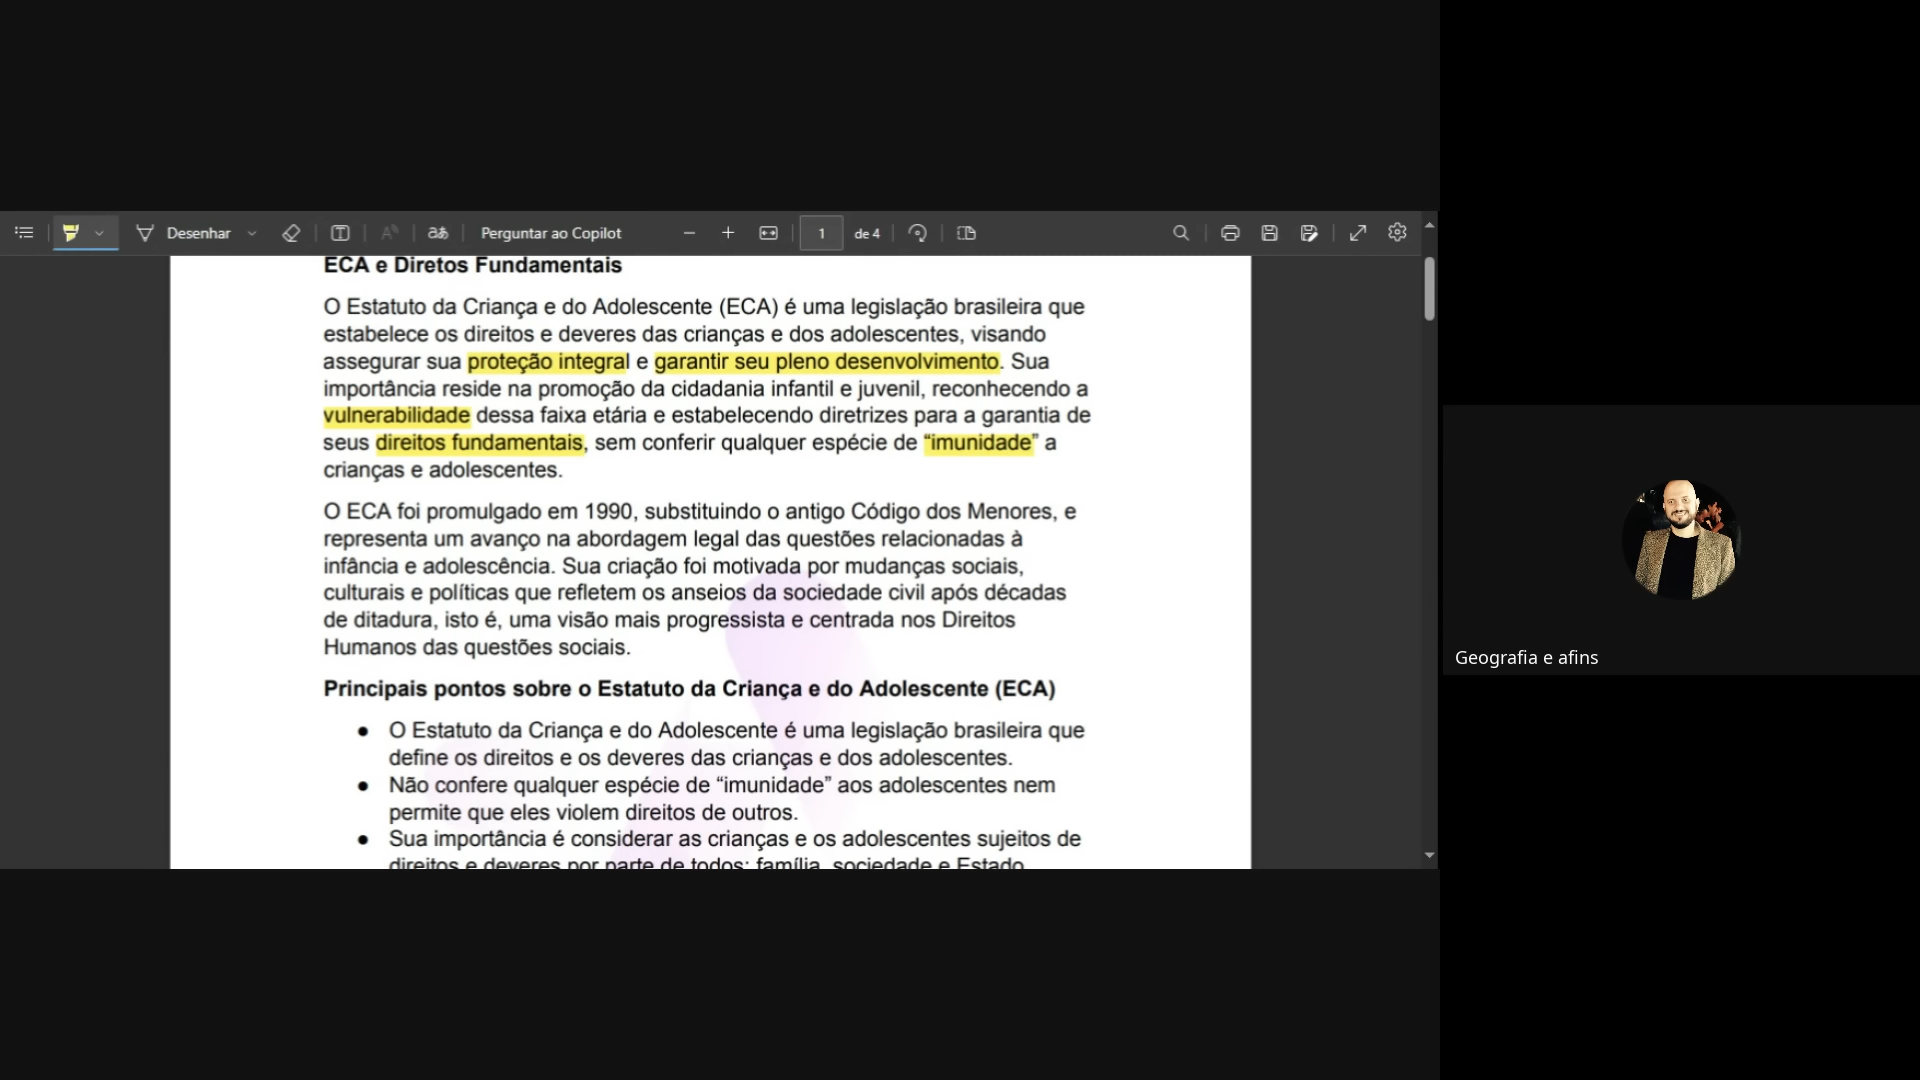 Desenhar
Perguntar ao Copilot
1
de 4
ECA e Diretos Fundamentais
O Estatuto da Criança e do Adolescente (ECA) é uma legislação brasileira que
estabelece os direitos e deveres das crianças e dos adolescentes, visando
assegurar sua proteção integral e garantir seu pleno desenvolvimento. Sua
importância reside na promoção da cidadania infantil e juvenil, reconhecendo a
vulnerabilidade dessa faixa etária e estabelecendo diretrizes para a garantia de
seus direitos fundamentais, sem conferir qualquer espécie de “imunidade” a
crianças e adolescentes.
O ECA foi promulgado em 1990, substituindo o antigo Código dos Menores, e
representa um avanço na abordagem legal das questões relacionadas à
infância e adolescência. Sua criação foi motivada por mudanças sociais,
culturais e políticas que refletem os anseios da sociedade civil após décadas
de ditadura, isto é, uma visão mais progressista e centrada nos Direitos
Humanos das questões sociais.
Principais pontos sobre o Estatuto da Criança e do Adolescente (ECA)
● O Estatuto da Criança e do Adolescente é uma legislação brasileira que
define os direitos e os deveres das crianças e dos adolescentes.
● Não confere qualquer espécie de “imunidade” aos adolescentes nem
permite que eles violem direitos de outros.
● Sua importância é considerar as crianças e os adolescentes sujeitos de
direitos e deveres por parte de todos: família, sociedade e Estado.
Geografia e afins